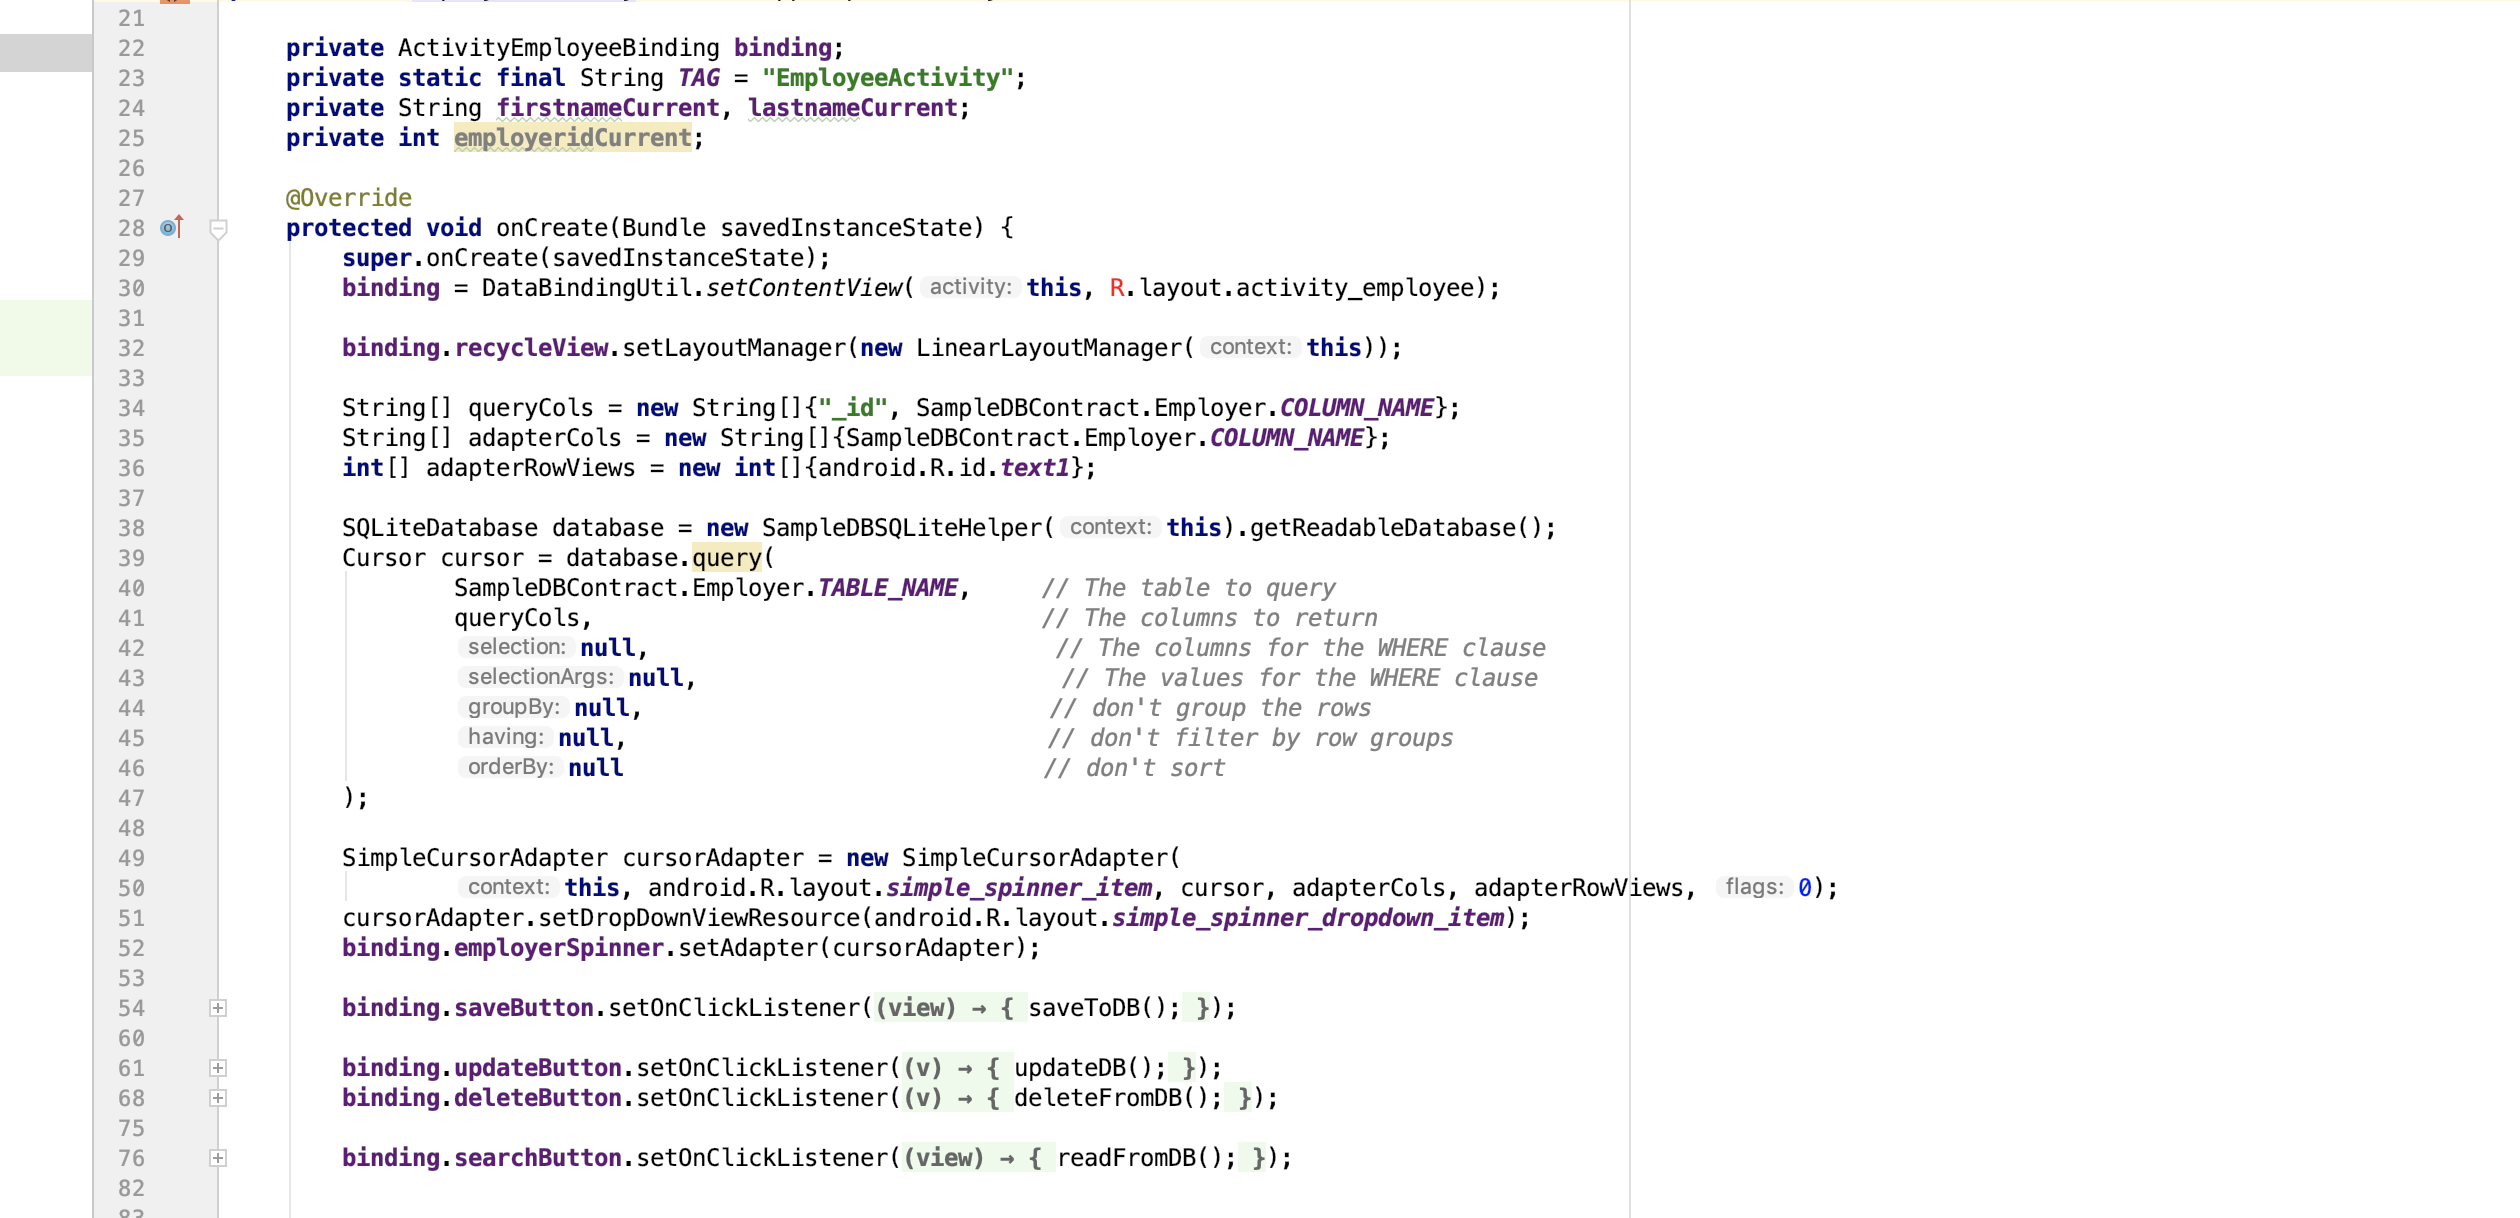 21
22 private ActivityEmployeeBinding binding;
23 private static final String TAG = "EmployeeActivity";
24 private String firstnameCurrent, lastnameCurrent;
25 private int employeridCurrent;
26
27 @Override
28 protected void onCreate(Bundle savedInstanceState) {
29 super.onCreate(savedInstanceState);
30 binding = DataBindingUtil.setContentView( activity: this, R.layout.activity_employee);
31
32 binding.recycleView.setLayoutManager(new LinearLayoutManager( context: this));
33
34 String[] queryCols = new String[]{"_id", SampleDBContract.Employer.COLUMN_NAME};
35 String[] adapterCols = new String[]{SampleDBContract.Employer.COLUMN_NAME};
36 int[] adapterRowViews = new int[]{android.R.id.text1};
37
38 SQLiteDatabase database = new SampleDBSQLiteHelper( context: this).getReadableDatabase();
39 Cursor cursor = database.query(
40 SampleDBContract.Employer.TABLE_NAME, // The table to query
41 queryCols, // The columns to return
42 selection: null, // The columns for the WHERE clause
43 selectionArgs: null, // The values for the WHERE clause
44 groupBy: null, // don't group the rows
45 having: null, // don't filter by row groups
46 orderBy: null // don't sort
47 );
48
49 SimpleCursorAdapter cursorAdapter = new SimpleCursorAdapter(
50 context: this, android.R.layout.simple_spinner_item, cursor, adapterCols, adapterRowViews, flags: 0);
51 cursorAdapter.setDropDownViewResource(android.R.layout.simple_spinner_dropdown_item);
52 binding.employerSpinner.setAdapter(cursorAdapter);
53
54 binding.saveButton.setOnClickListener((view) → { saveToDB(); });
60
61 binding.updateButton.setOnClickListener((v) → { updateDB(); });
68 binding.deleteButton.setOnClickListener((v) → { deleteFromDB(); });
75
76 binding.searchButton.setOnClickListener((view) → { readFromDB(); });
82